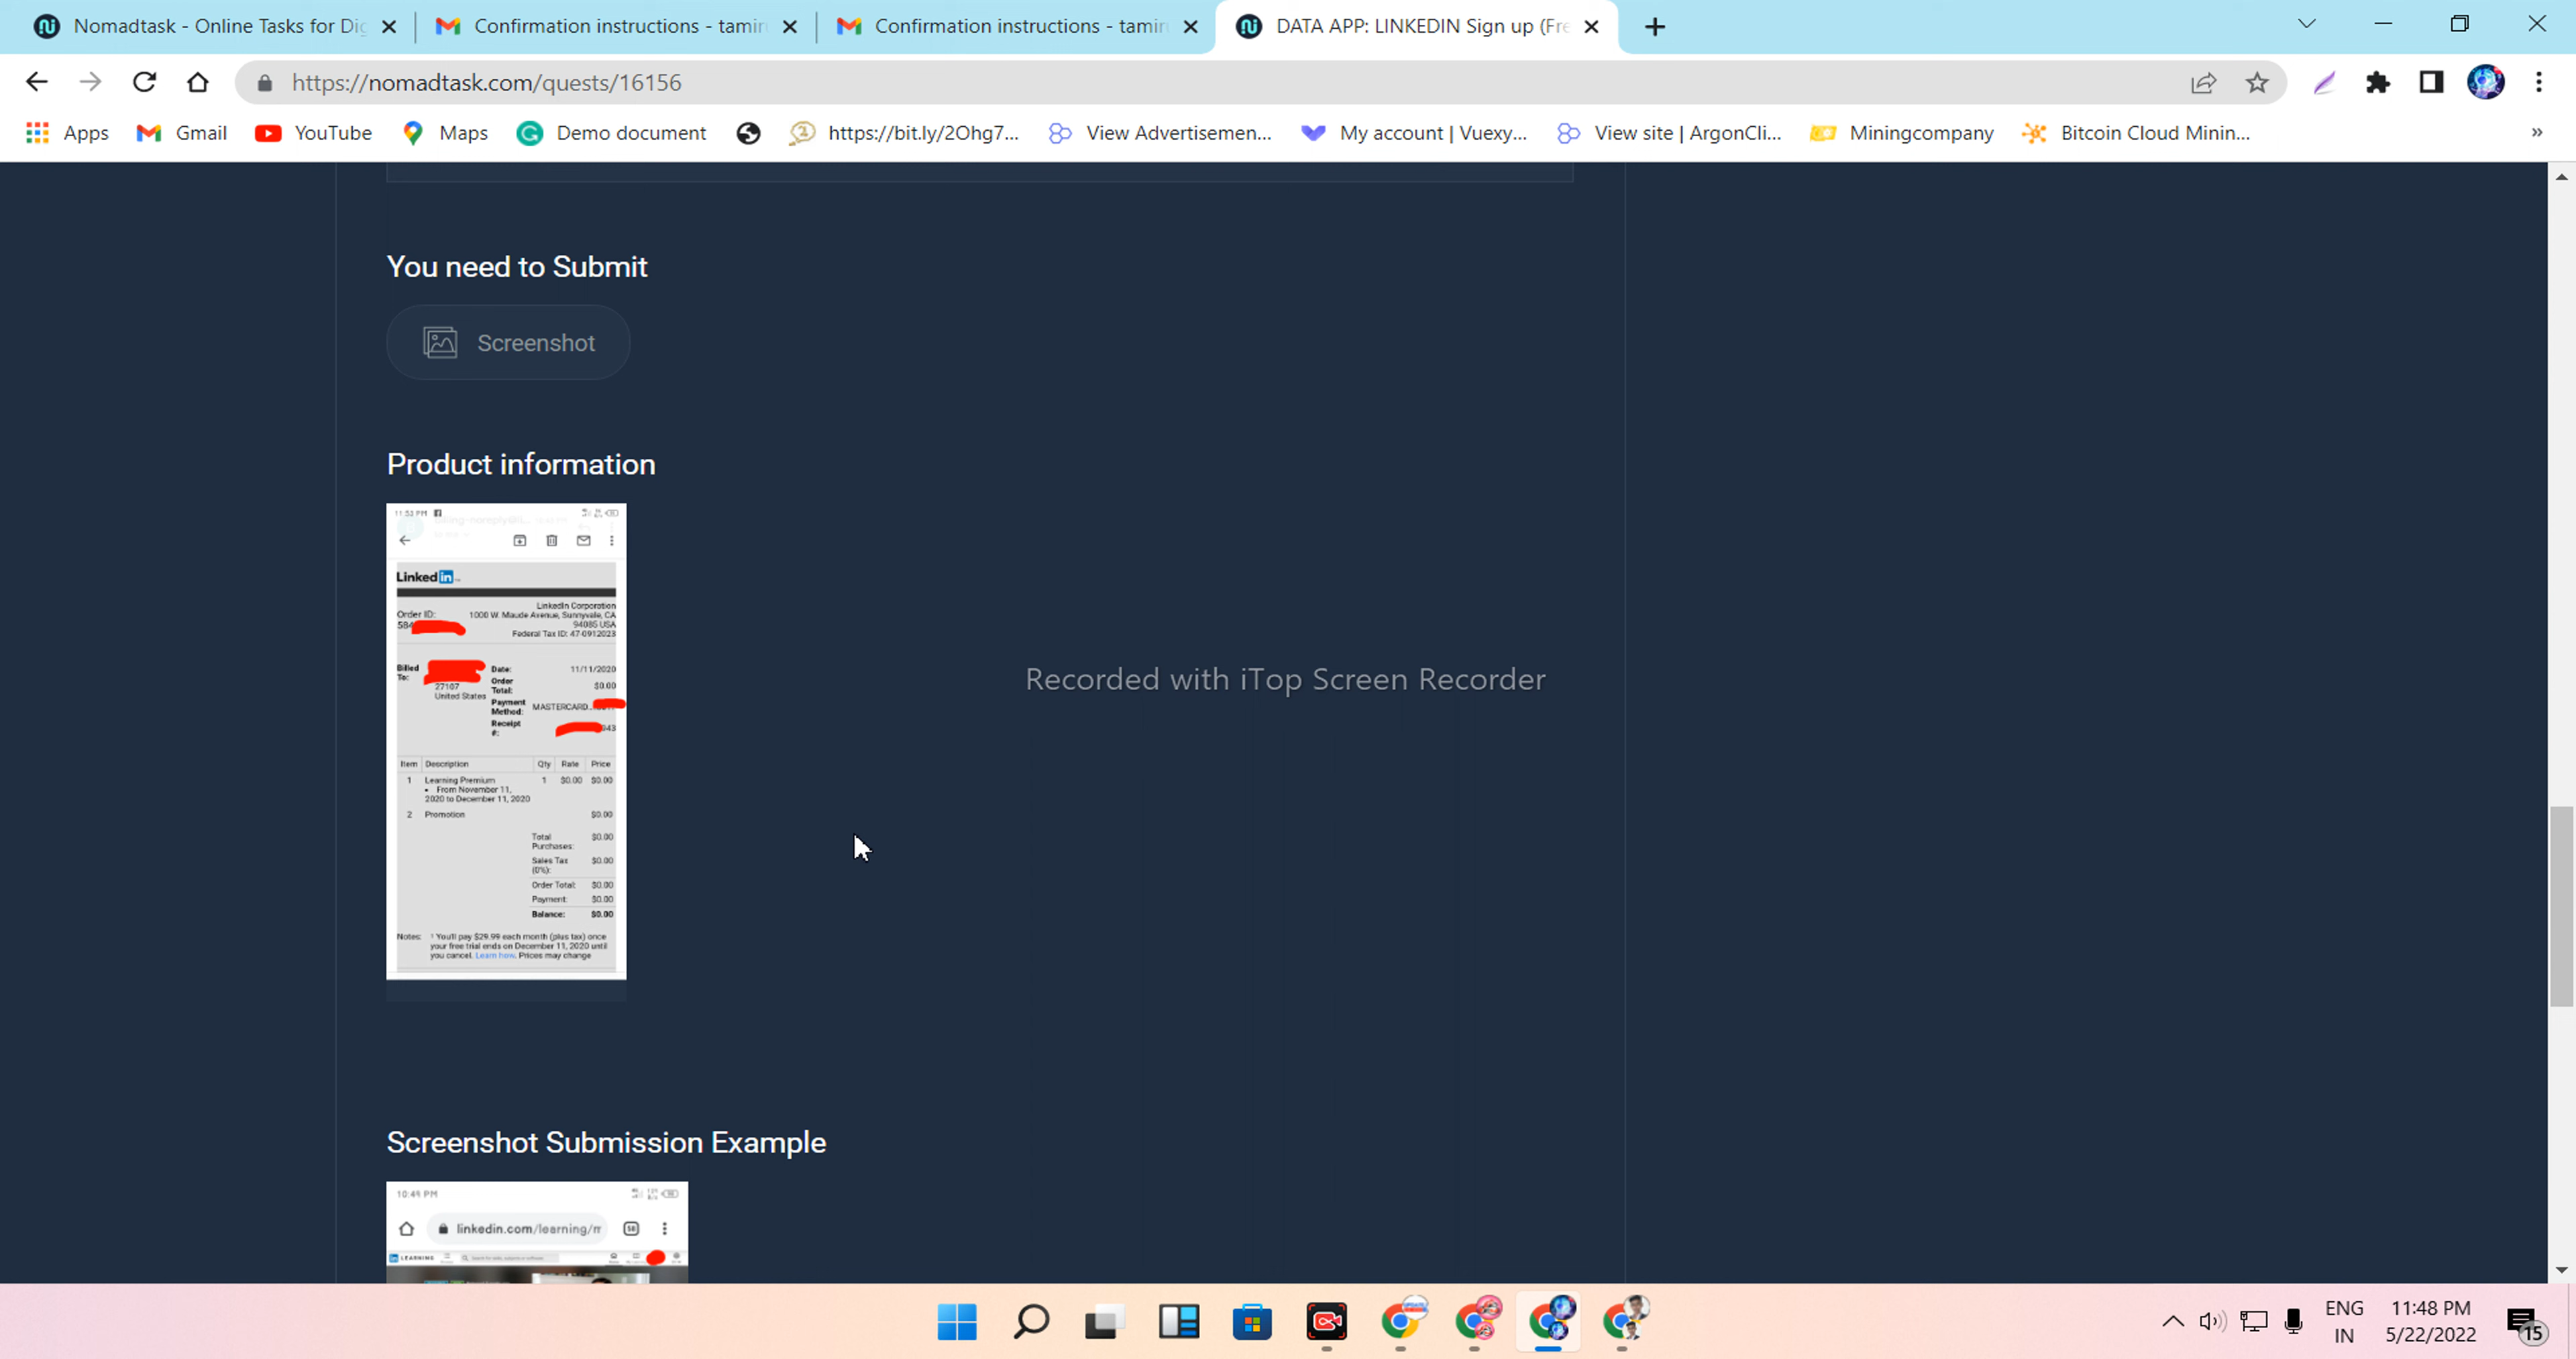 Nomadtask - Online Tasks for Dig
Confirmation instructions - tamir
Confirmation instructions - tamir
DATA APP: LINKEDIN Sign up (Fre
https://nomadtask.com/quests/16156
Apps
Gmail
YouTube
Maps
Demo document
https://bit.ly/2Ohg7...
View Advertisemen...
My account | Vuexy...
View site | ArgonCli...
Miningcompany
Bitcoin Cloud Minin...
You need to Submit
Screenshot
Product information
11:53 PM
Linked in
LinkedIn Corporation
Order ID: 1000 W. Maude Avenue, Sunnyvale, CA
584 94085 USA
Federal Tax ID: 47-0912023
Billed To:
27107
United States
Date: 11/11/2020
Order Total: $0.00
Payment Method: MASTERCARD...
Receipt #: 943
Item Description Qty Rate Price
1 Learning Premium 1 $0.00 $0.00
• From November 11,
2020 to December 11, 2020
2 Promotion $0.00
Total Purchases: $0.00
Sales Tax (0%): $0.00
Order Total: $0.00
Payment: $0.00
Balance: $0.00
Notes: ¹ You'll pay $29.99 each month (plus tax) once
your free trial ends on December 11, 2020 until
you cancel. Learn how. Prices may change
Recorded with iTop Screen Recorder
Screenshot Submission Example
10:49 PM
linkedin.com/learning/m
in LEARNING
ENG
IN
11:48 PM
5/22/2022
15